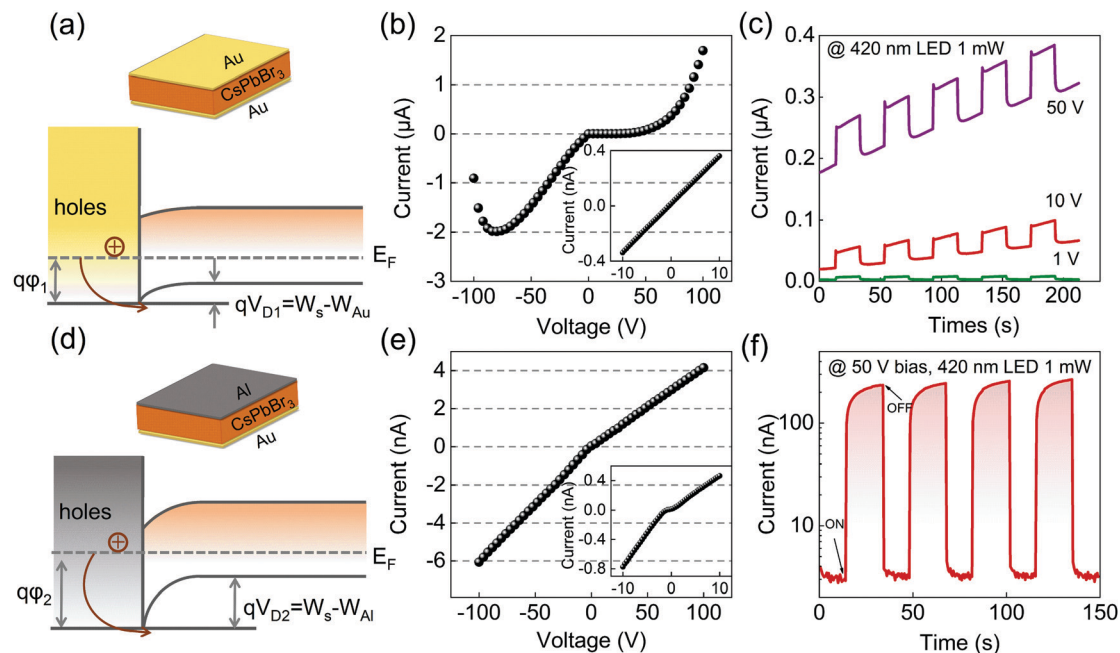 (a)
Au
CsPbBr3
Au
holes
EF
qφ1
qVD1=Ws-WAu
(b)
Current (μA)
2
1
0
-1
-2
-3
-100
-50
0
50
100
Voltage (V)
Current (nA)
0.4
0.0
-0.4
-10
0
10
(c)
@ 420 nm LED 1 mW
Current (μA)
0.4
0.3
0.2
0.1
0.0
50 V
10 V
1 V
0
50
100
150
200
Times (s)
(d)
Al
CsPbBr3
Au
holes
EF
qφ2
qVD2=Ws-WAl
(e)
Current (nA)
4
2
0
-2
-4
-6
-100
-50
0
50
100
Voltage (V)
Current (nA)
0.4
0.0
-0.4
-0.8
-10
0
10
(f)
@ 50 V bias, 420 nm LED 1 mW
Current (nA)
100
10
OFF
ON
0
50
100
150
Time (s)